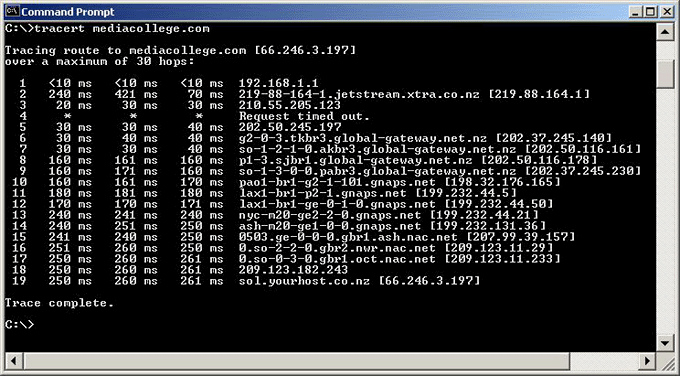 Command Prompt
C:\>tracert mediacollege.com
Tracing route to mediacollege.com [66.246.3.197]
over a maximum of 30 hops:
1 <10 ms <10 ms <10 ms 192.168.1.1
2 240 ms 421 ms 70 ms 219-88-164-1.jetstream.xtra.co.nz [219.88.164.1]
3 20 ms 30 ms 30 ms 210.55.205.123
4 * * * Request timed out.
5 30 ms 30 ms 40 ms 202.50.245.197
6 30 ms 40 ms 40 ms g2-0-3.tkbr3.global-gateway.net.nz [202.37.245.140]
7 30 ms 30 ms 40 ms so-1-2-1-0.akbr3.global-gateway.net.nz [202.50.116.161]
8 160 ms 161 ms 160 ms p1-3.sjbr1.global-gateway.net.nz [202.50.116.178]
9 160 ms 171 ms 160 ms so-1-3-0-0.pabr3.global-gateway.net.nz [202.37.245.230]
10 160 ms 161 ms 170 ms pao1-br1-g2-1-101.gnaps.net [198.32.176.165]
11 180 ms 181 ms 180 ms lax1-br1-p2-1.gnaps.net [199.232.44.5]
12 170 ms 170 ms 171 ms lax1-br1-ge-0-1-0.gnaps.net [199.232.44.50]
13 240 ms 241 ms 240 ms nyc-m20-ge2-2-0.gnaps.net [199.232.44.21]
14 240 ms 251 ms 250 ms ash-m20-ge1-0-0.gnaps.net [199.232.131.36]
15 241 ms 240 ms 250 ms 0503.ge-0-0-0.gbr1.ash.nac.net [207.99.39.157]
16 251 ms 260 ms 250 ms 0.so-2-2-0.gbr2.nwr.nac.net [209.123.11.29]
17 250 ms 260 ms 261 ms 0.so-0-3-0.gbr1.oct.nac.net [209.123.11.233]
18 250 ms 260 ms 261 ms 209.123.182.243
19 250 ms 260 ms 261 ms sol.yourhost.co.nz [66.246.3.197]
Trace complete.
C:\>